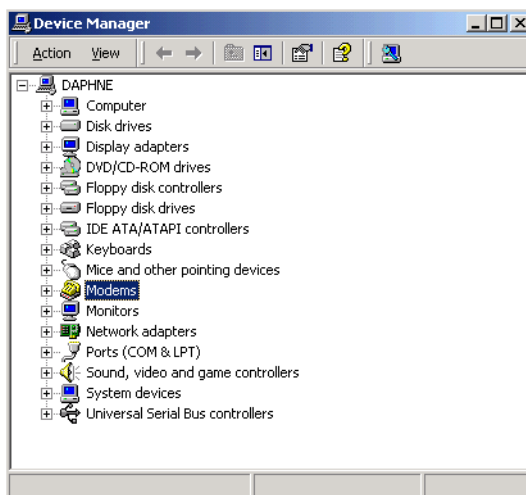 Device Manager
Action View
DAPHNE
Computer
Disk drives
Display adapters
DVD/CD-ROM drives
Floppy disk controllers
Floppy disk drives
IDE ATA/ATAPI controllers
Keyboards
Mice and other pointing devices
Modems
Monitors
Network adapters
Ports (COM & LPT)
Sound, video and game controllers
System devices
Universal Serial Bus controllers